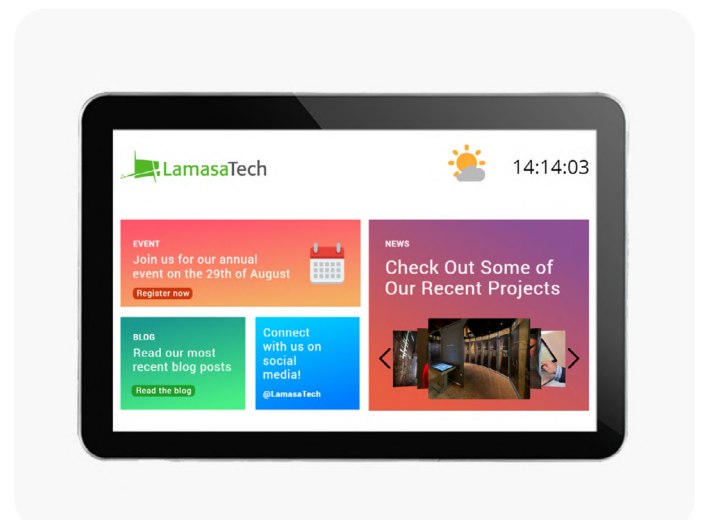 LamasaTech
14:14:03
EVENT
Join us for our annual
event on the 29th of August
Register now
BLOG
Read our most
recent blog posts
Read the blog
Connect
with us on
social
media!
@LamasaTech
NEWS
Check Out Some of
Our Recent Projects